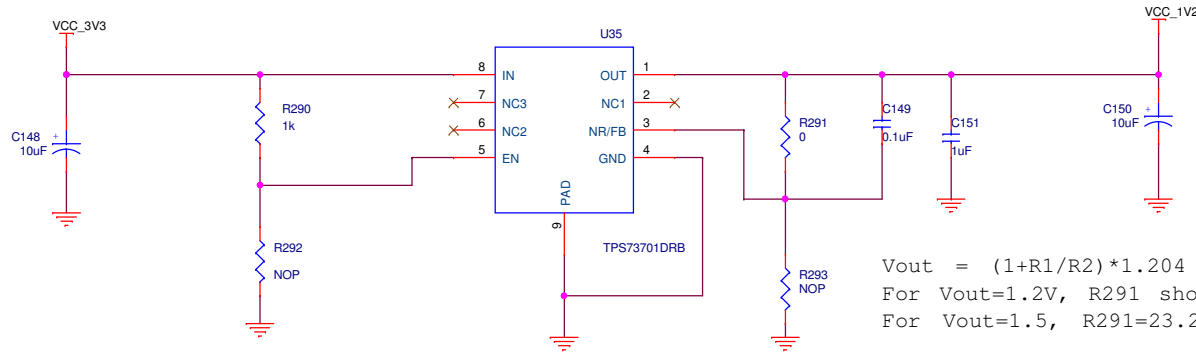 VCC_3V3
VCC_1V2
U35
8 IN
OUT 1
7 NC3
NC1 2
6 NC2
NR/FB 3
5 EN
GND 4
PAD
9
TPS73701DRB
C148
+
10uF
R290
1k
R292
NOP
R291
0
C149
0.1uF
C151
1uF
C150
+
10uF
R293
NOP
Vout = (1+R1/R2)*1.204
For Vout=1.2V, R291 sho
For Vout=1.5, R291=23.2